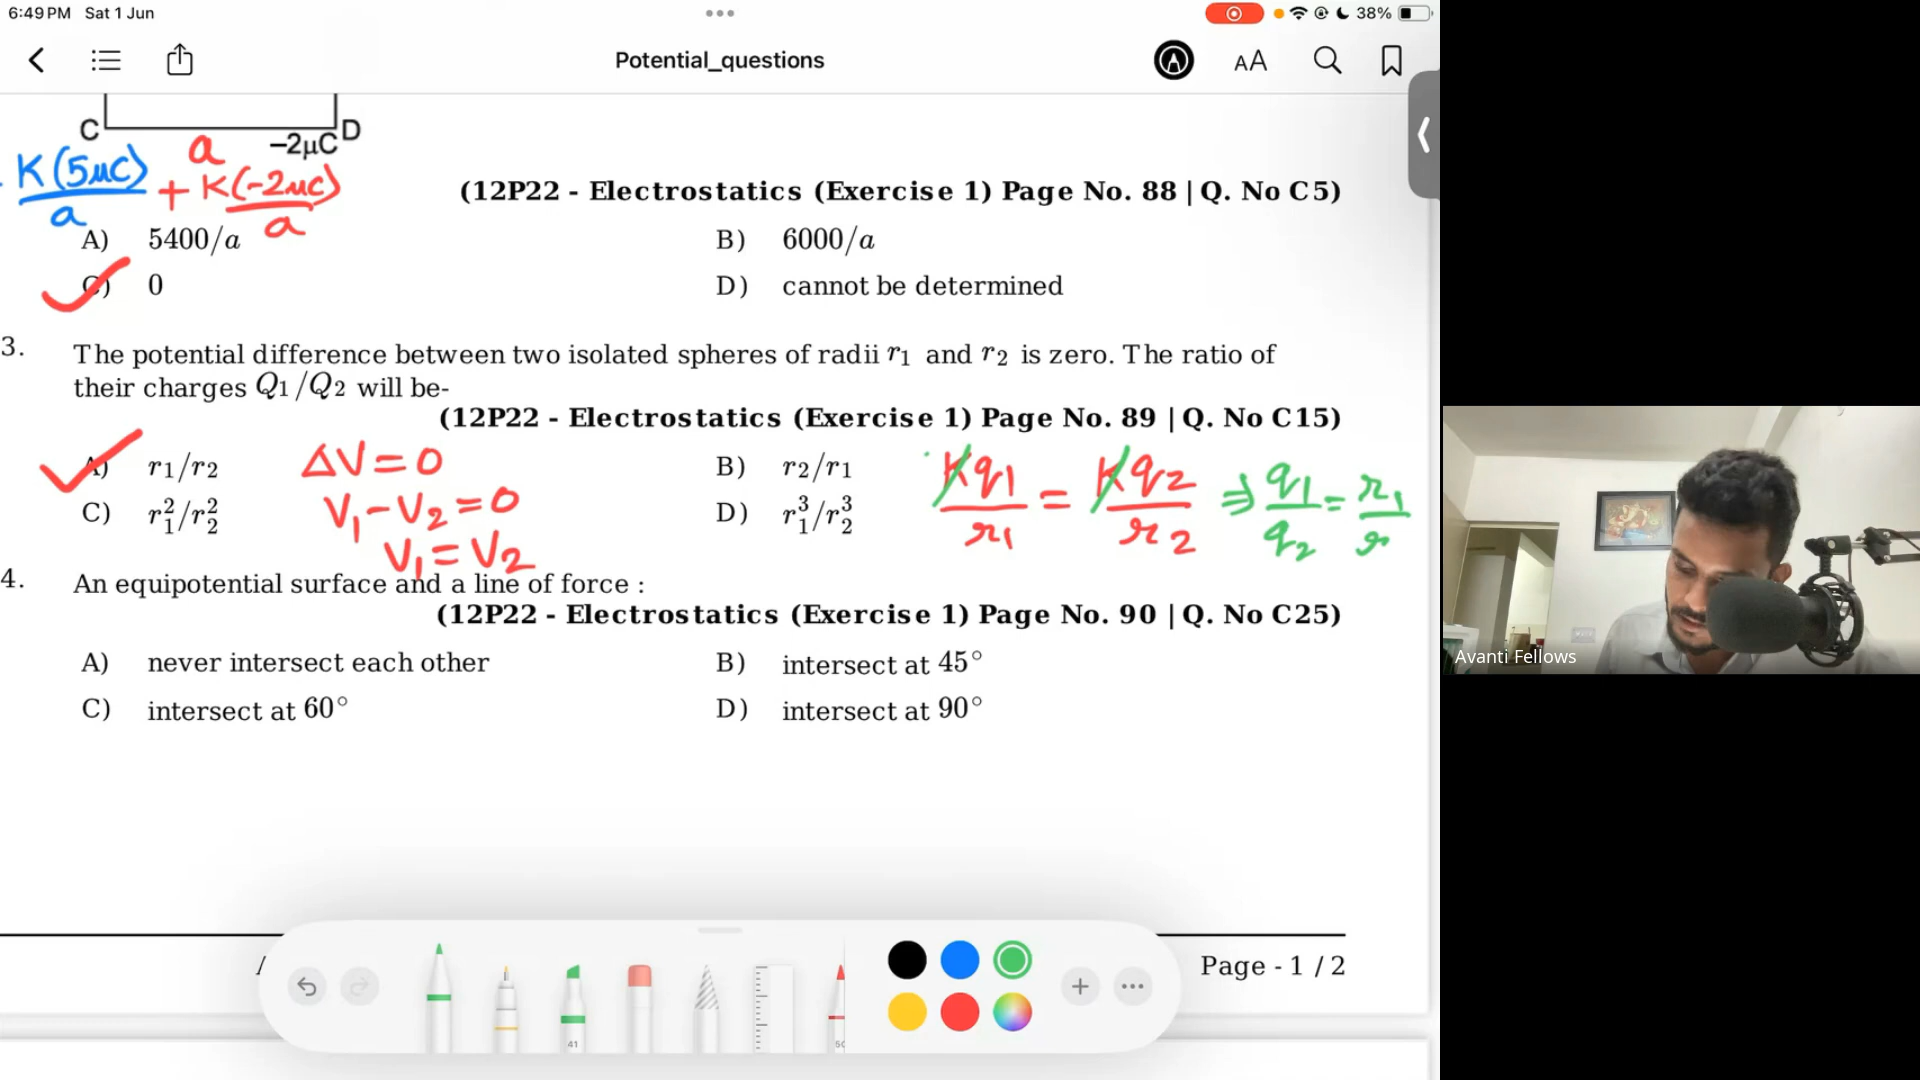 6:49 PM Sat 1 Jun
38%
Potential_questions
AA
C
D
a
−2μC
K(5μC)/a + K(-2μC)/a
(12P22 - Electrostatics (Exercise 1) Page No. 88 | Q. No C5)
A) 5400/a
B) 6000/a
C) 0
D) cannot be determined
3. The potential difference between two isolated spheres of radii r1 and r2 is zero. The ratio of
their charges Q1/Q2 will be-
(12P22 - Electrostatics (Exercise 1) Page No. 89 | Q. No C15)
A) r1/r2
ΔV=0
B) r2/r1
Kq1/r1 = Kq2/r2 ⇒ q1/q2 = r1/r
V1-V2=0
C) r₁²/r₂²
D) r₁³/r₂³
V1=V2
4. An equipotential surface and a line of force :
(12P22 - Electrostatics (Exercise 1) Page No. 90 | Q. No C25)
A) never intersect each other
B) intersect at 45°
C) intersect at 60°
D) intersect at 90°
Page - 1 / 2
41
Avanti Fellows